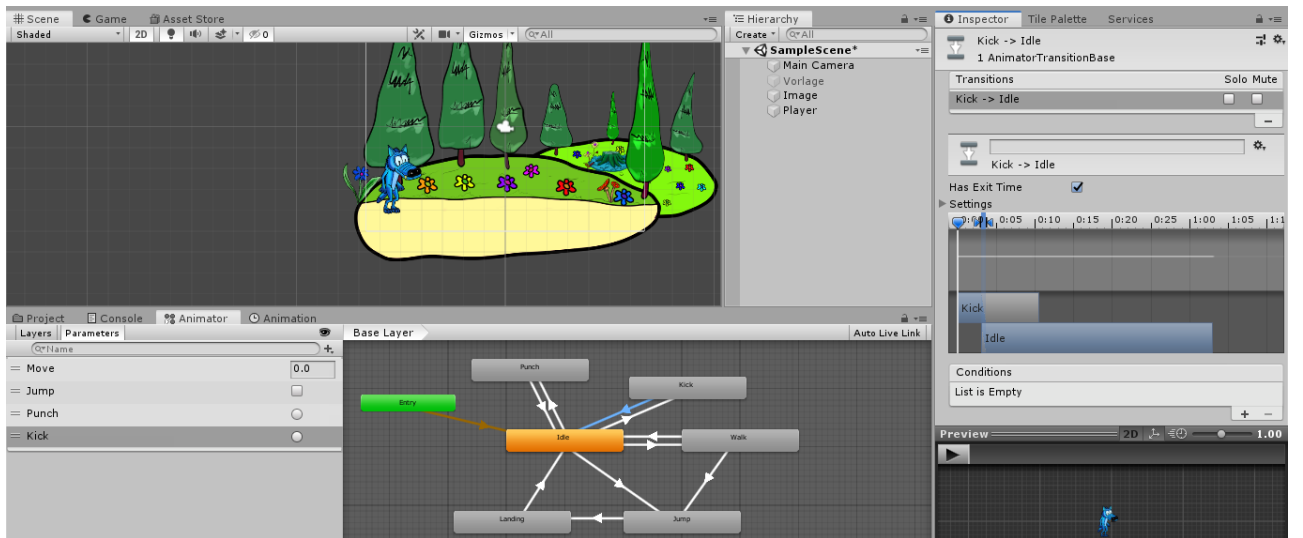 Scene Game Asset Store
Shaded 2D 0 Gizmos All
Hierarchy
Create All
SampleScene*
Main Camera
Vorlage
Image
Player
Inspector Tile Palette Services
Kick -> Idle
1 AnimatorTransitionBase
Transitions Solo Mute
Kick -> Idle
Kick -> Idle
Has Exit Time
Settings
0:05 0:10 0:15 0:20 0:25 1:00 1:05
Kick
Idle
Conditions
List is Empty
+ −
Preview 2D 1.00
Project Console Animator Animation
Layers Parameters Base Layer Auto Live Link
Name
Move 0.0
Jump
Punch
Kick
Punch
Kick
Entry
Idle
Walk
Landing
Jump